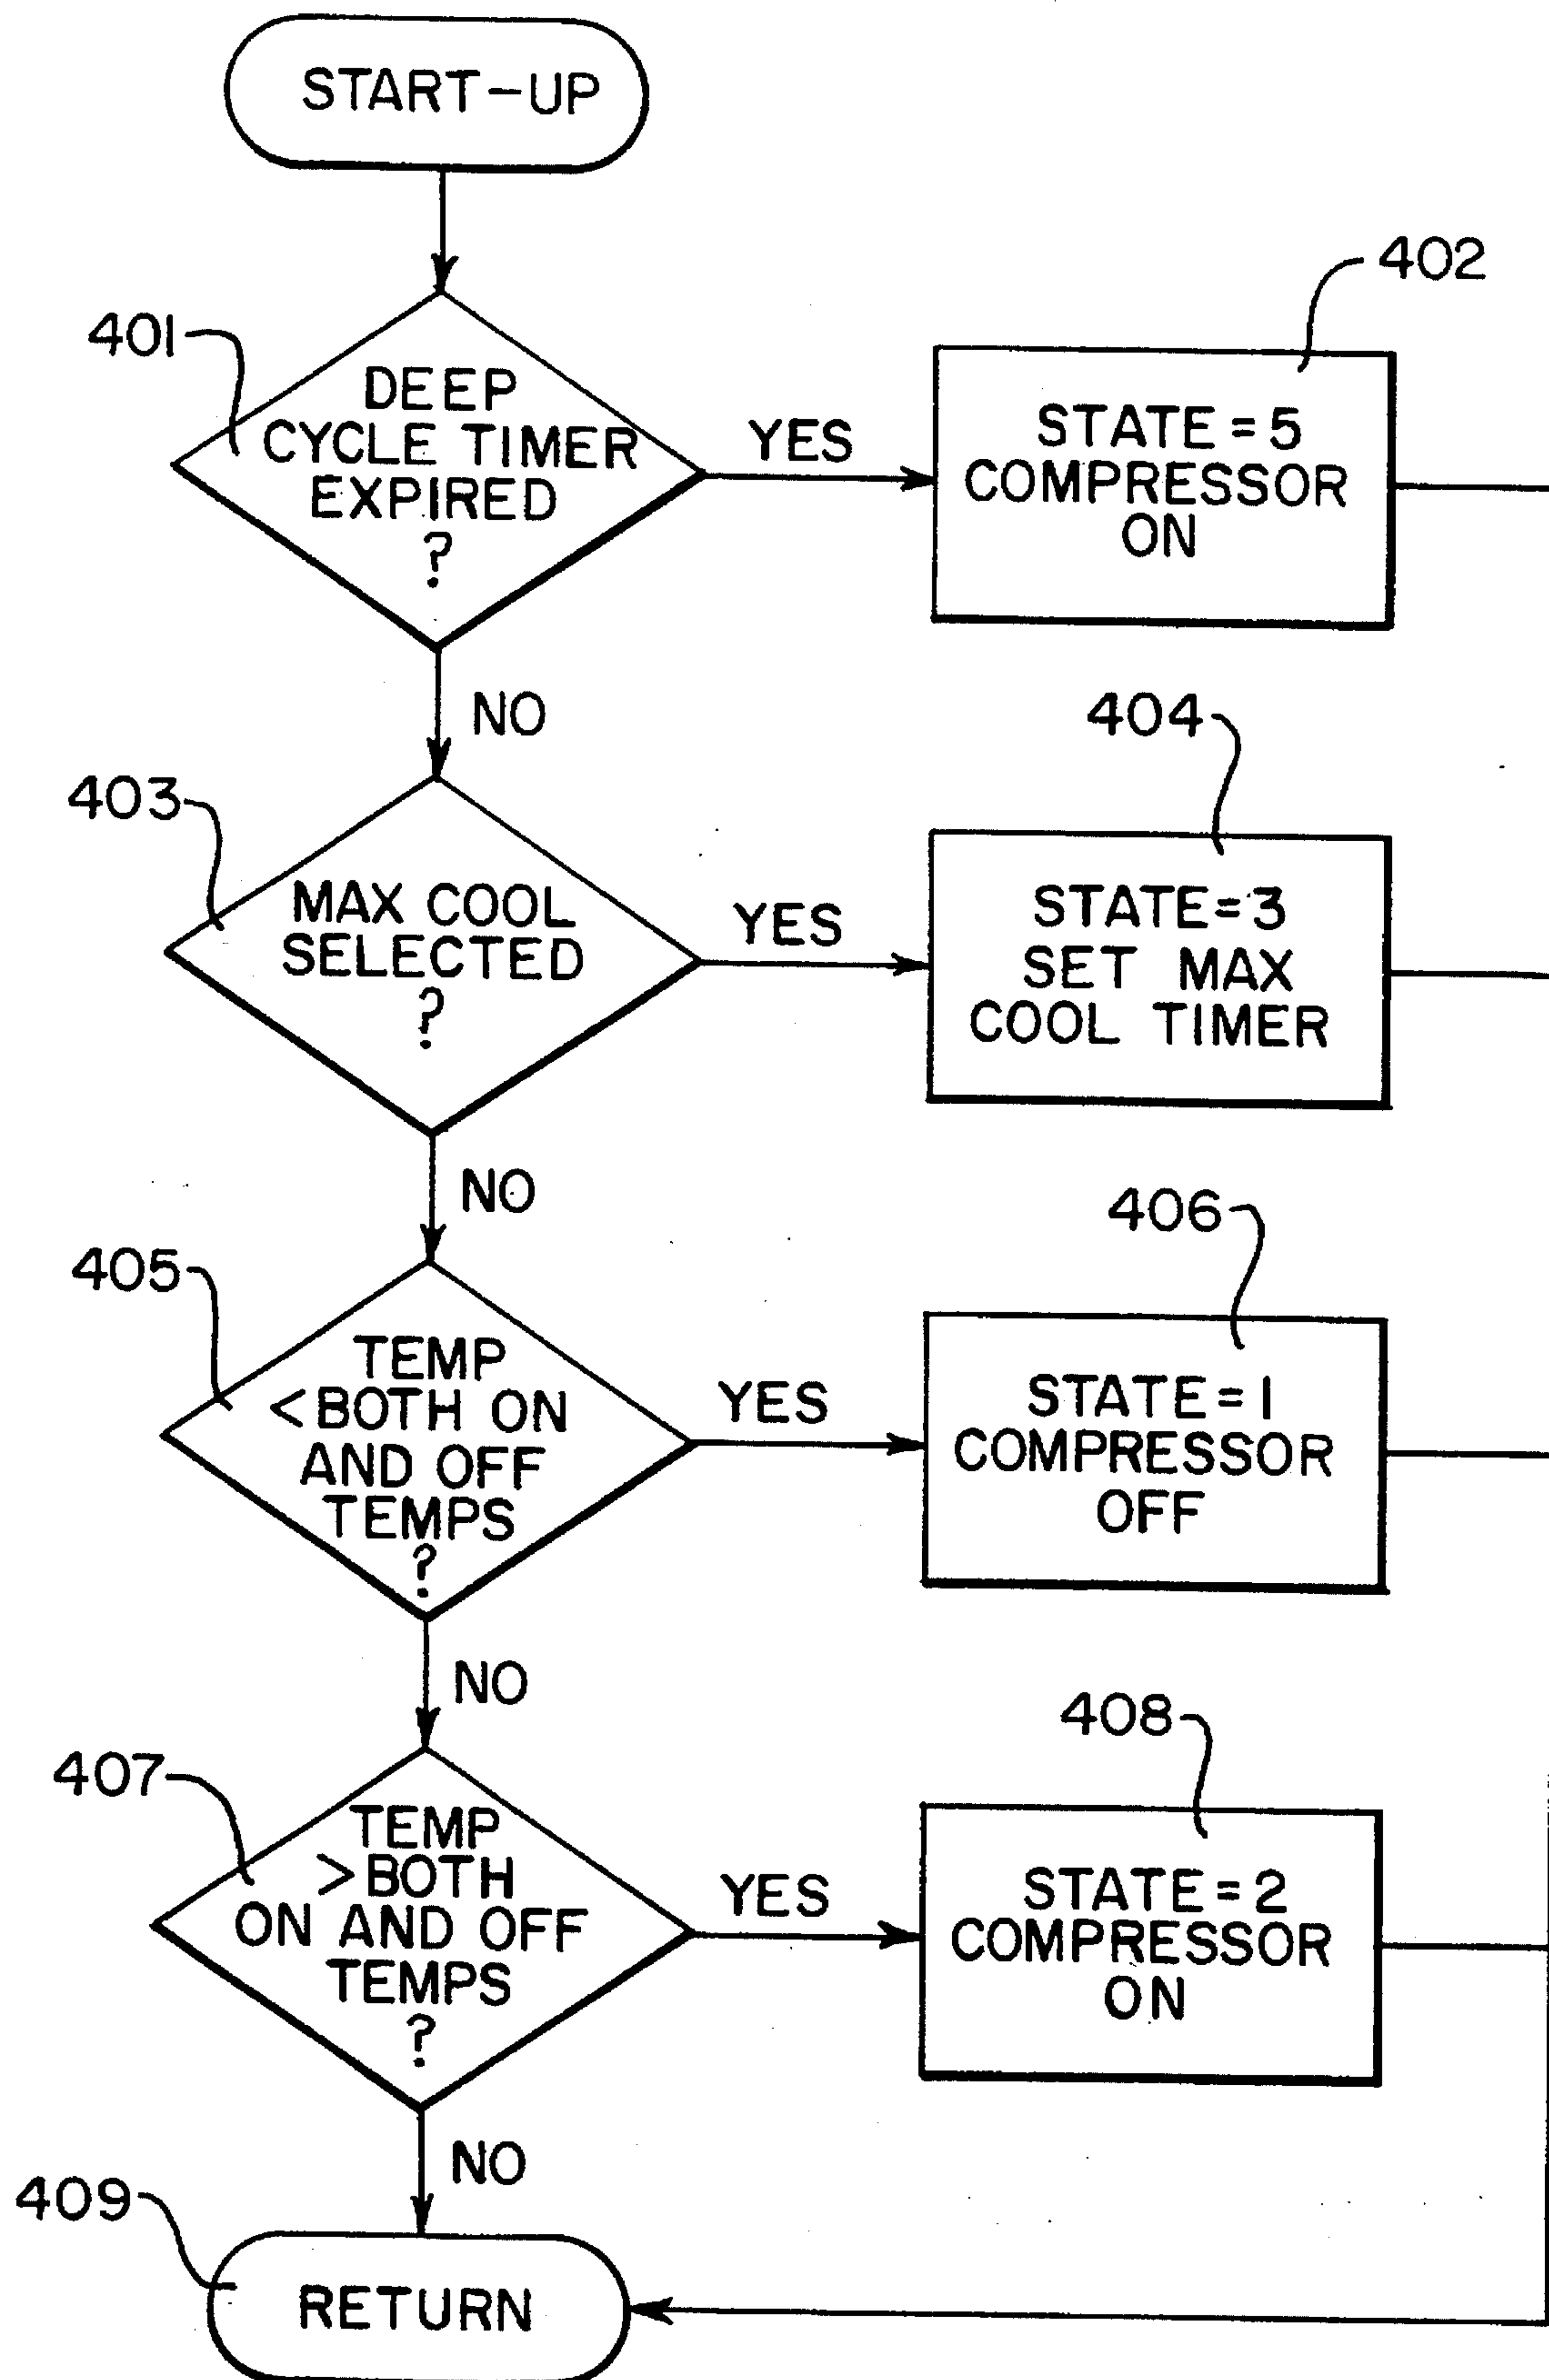 START-UP
402
401
DEEP
CYCLE TIMER
EXPIRED
?
YES
STATE = 5
COMPRESSOR
ON
NO
404
403
MAX COOL
SELECTED
?
YES
STATE = 3
SET MAX
COOL TIMER
NO
406
405
TEMP
< BOTH ON
AND OFF
TEMPS
?
YES
STATE = 1
COMPRESSOR
OFF
NO
408
407
TEMP
> BOTH
ON AND OFF
TEMPS
?
YES
STATE = 2
COMPRESSOR
ON
NO
409
RETURN